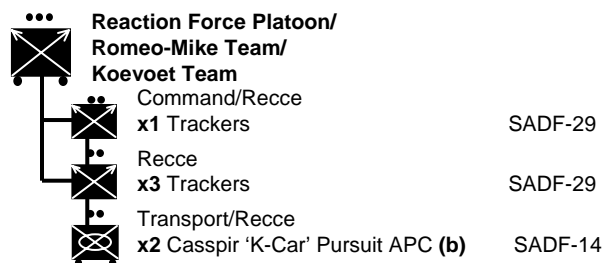 Reaction Force Platoon/
Romeo-Mike Team/
Koevoet Team
Command/Recce
x1 Trackers SADF-29
Recce
x3 Trackers SADF-29
Transport/Recce
x2 Casspir ‘K-Car’ Pursuit APC (b) SADF-14